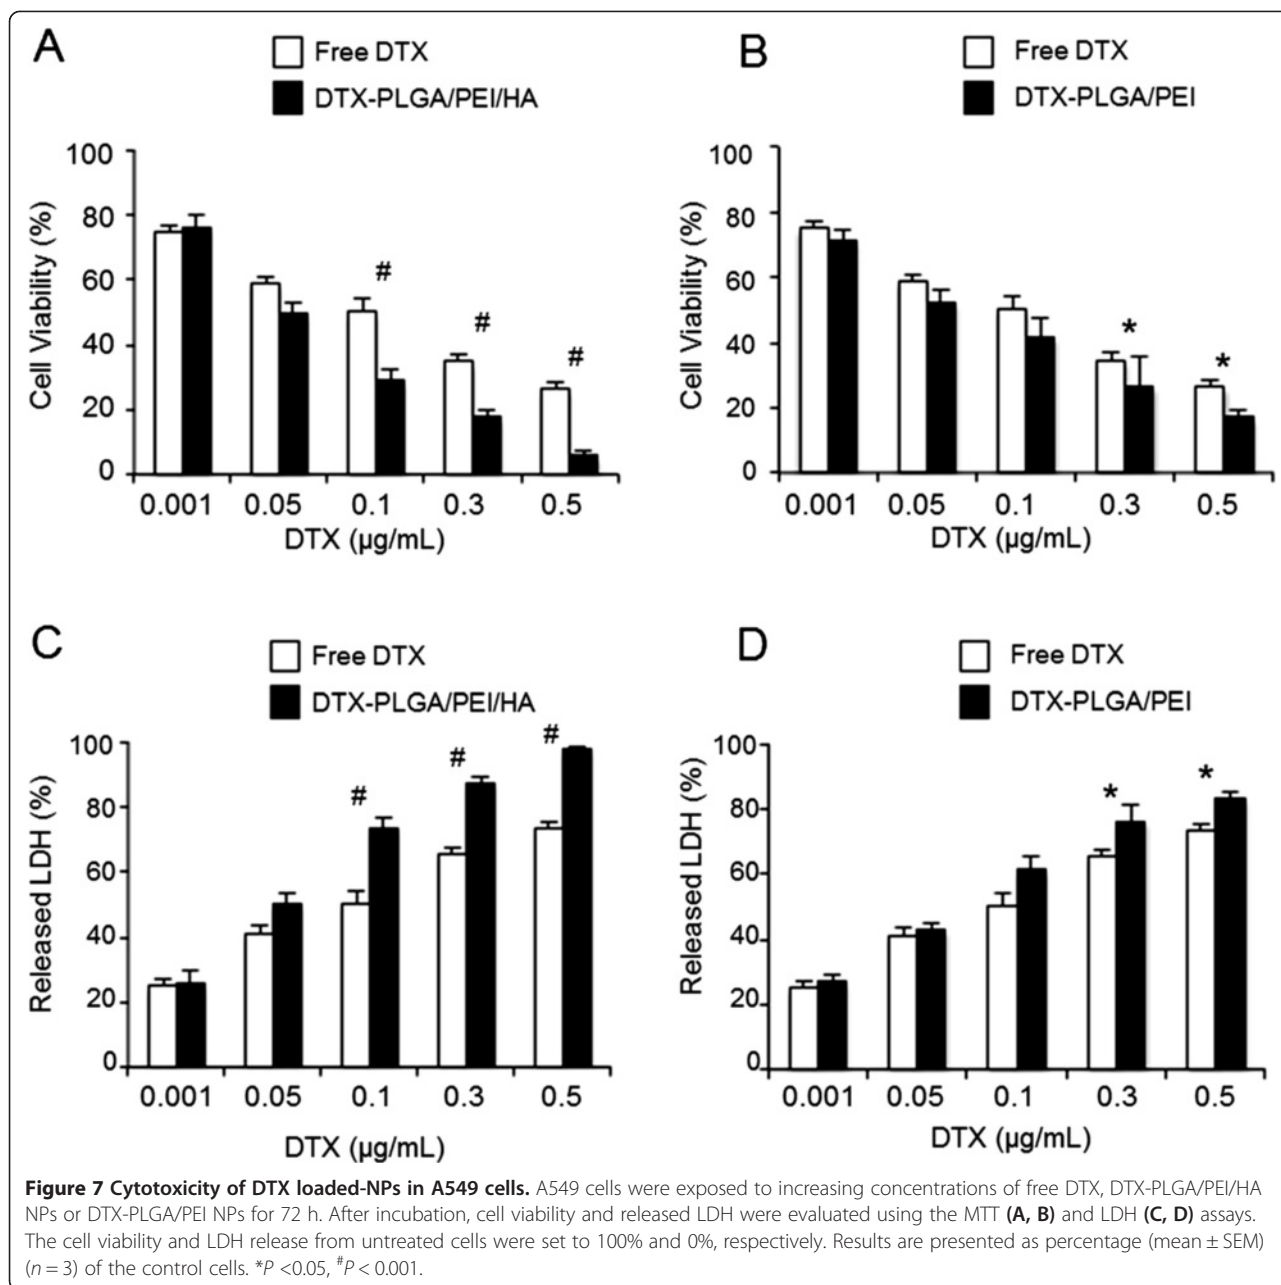 A
Free DTX
DTX-PLGA/PEI/HA
100
80
60
40
20
0
Cell Viability (%)
0.001 0.05 0.1 0.3 0.5
DTX (µg/mL)
# # #
B
Free DTX
DTX-PLGA/PEI
100
80
60
40
20
0
Cell Viability (%)
0.001 0.05 0.1 0.3 0.5
DTX (µg/mL)
* *
C
Free DTX
DTX-PLGA/PEI/HA
100
80
60
40
20
0
Released LDH (%)
0.001 0.05 0.1 0.3 0.5
DTX (µg/mL)
# # #
D
Free DTX
DTX-PLGA/PEI
100
80
60
40
20
0
Released LDH (%)
0.001 0.05 0.1 0.3 0.5
DTX (µg/mL)
* *
Figure 7 Cytotoxicity of DTX loaded-NPs in A549 cells. A549 cells were exposed to increasing concentrations of free DTX, DTX-PLGA/PEI/HA
NPs or DTX-PLGA/PEI NPs for 72 h. After incubation, cell viability and released LDH were evaluated using the MTT (A, B) and LDH (C, D) assays.
The cell viability and LDH release from untreated cells were set to 100% and 0%, respectively. Results are presented as percentage (mean ± SEM)
(n = 3) of the control cells. *P <0.05, #P < 0.001.